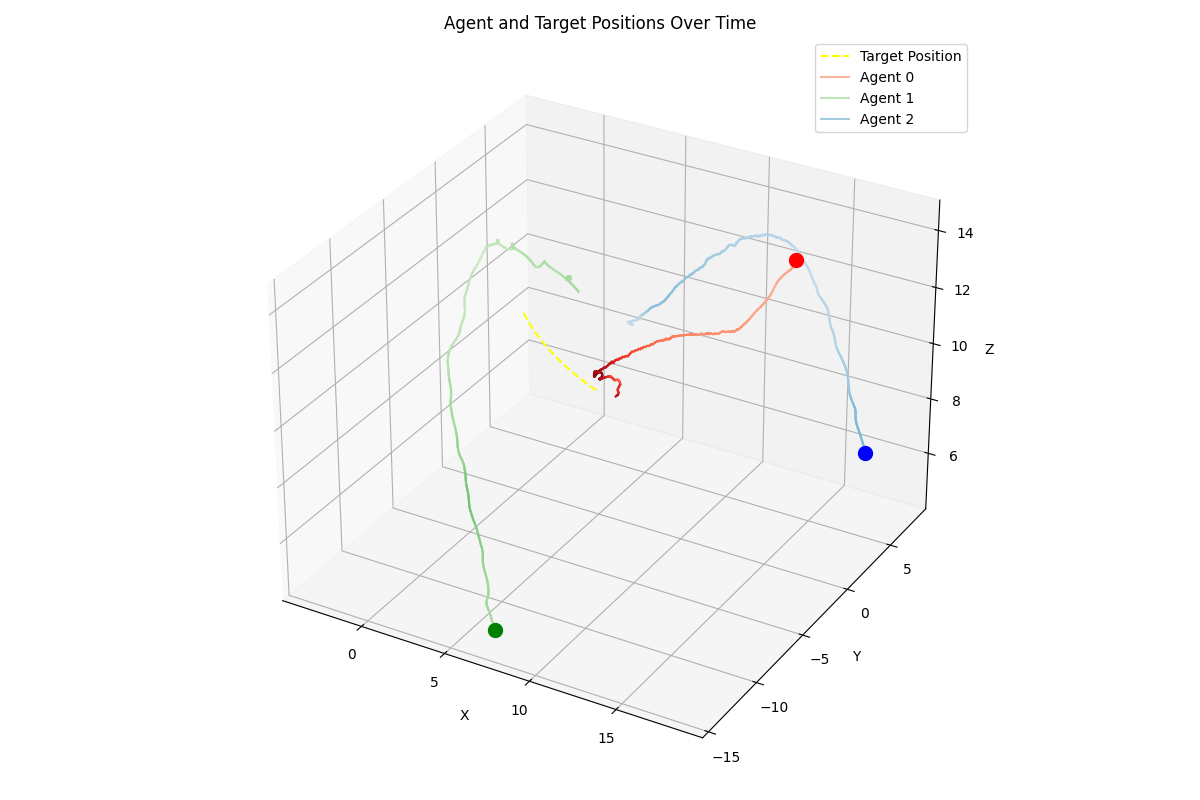 Agent and Target Positions Over Time
Target Position
Agent 0
Agent 1
Agent 2
14
12
10
8
6
Z
5
0
−5
−10
−15
Y
0
5
10
15
X